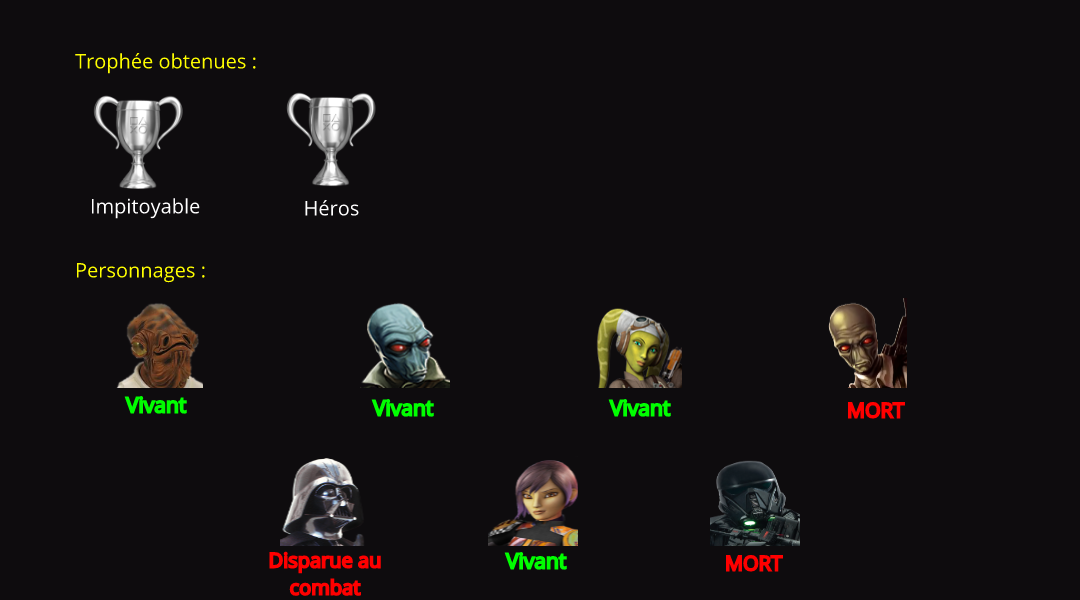 Trophée obtenues :
Impitoyable
Héros
Personnages :
Vivant
Vivant
Vivant
MORT
Disparue au
combat
Vivant
MORT